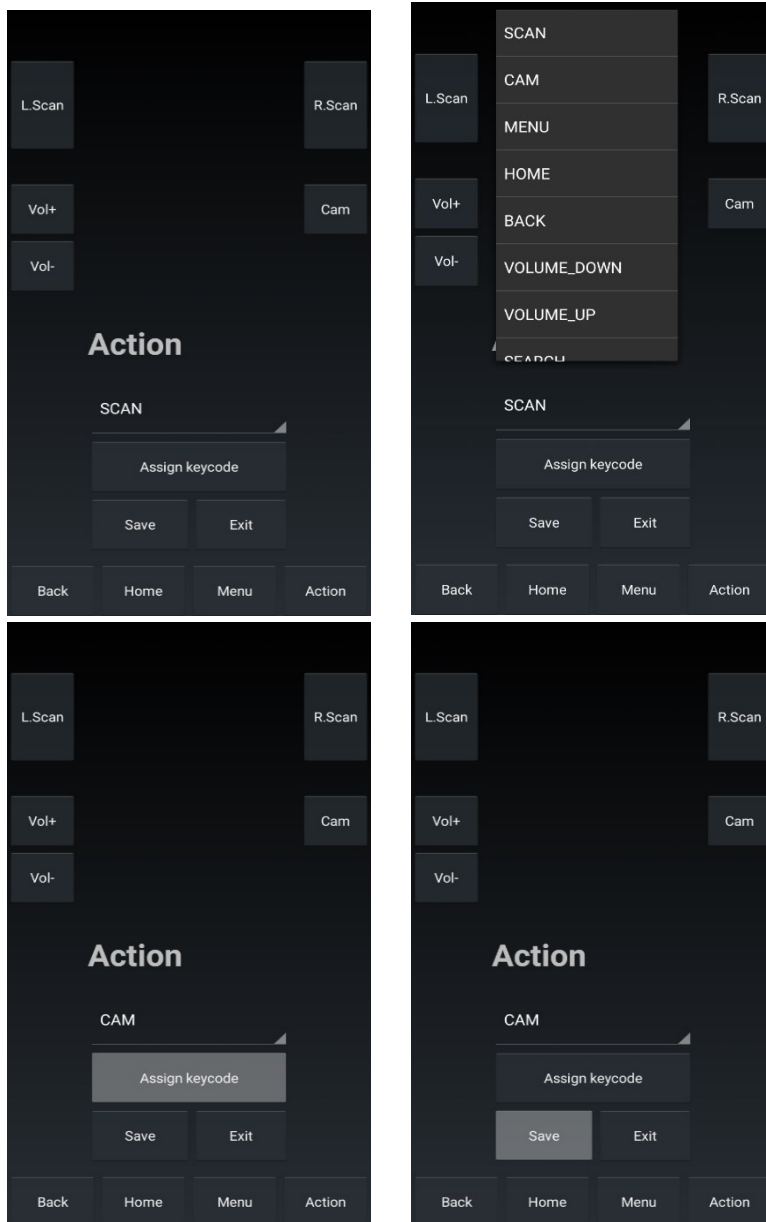 L.Scan
R.Scan
Vol+
Cam
Vol-
Action
SCAN
Assign keycode
Save
Exit
Back
Home
Menu
Action
SCAN
CAM
MENU
HOME
BACK
VOLUME_DOWN
VOLUME_UP
SEARCH
L.Scan
R.Scan
Vol+
Cam
Vol-
SCAN
Assign keycode
Save
Exit
Back
Home
Menu
Action
L.Scan
R.Scan
Vol+
Cam
Vol-
Action
CAM
Assign keycode
Save
Exit
Back
Home
Menu
Action
L.Scan
R.Scan
Vol+
Cam
Vol-
Action
CAM
Assign keycode
Save
Exit
Back
Home
Menu
Action